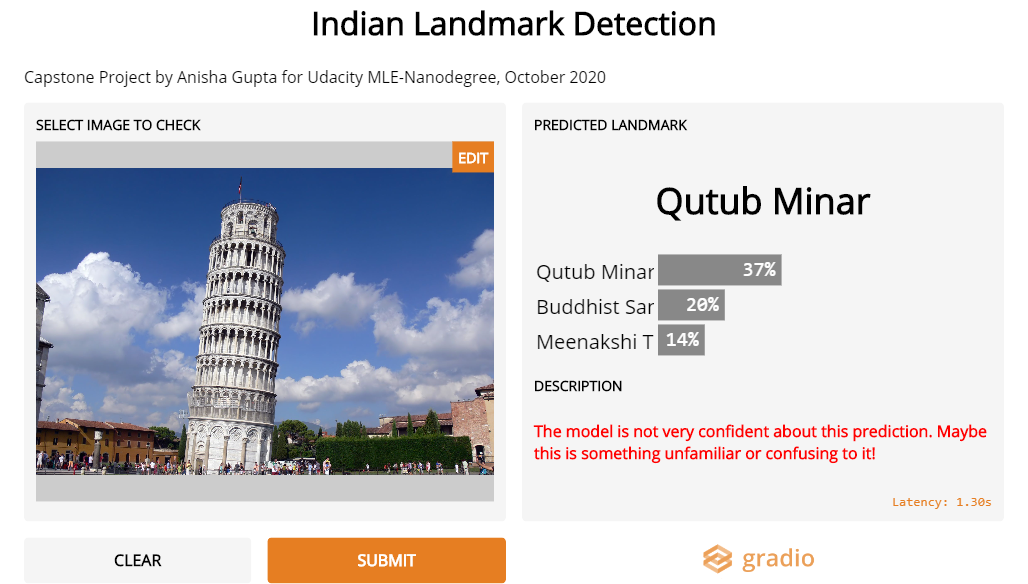 Indian Landmark Detection
Capstone Project by Anisha Gupta for Udacity MLE-Nanodegree, October 2020
SELECT IMAGE TO CHECK
EDIT
PREDICTED LANDMARK
Qutub Minar
Qutub Minar 37%
Buddhist Sar 20%
Meenakshi T 14%
DESCRIPTION
The model is not very confident about this prediction. Maybe
this is something unfamiliar or confusing to it!
Latency: 1.30s
CLEAR
SUBMIT
gradio